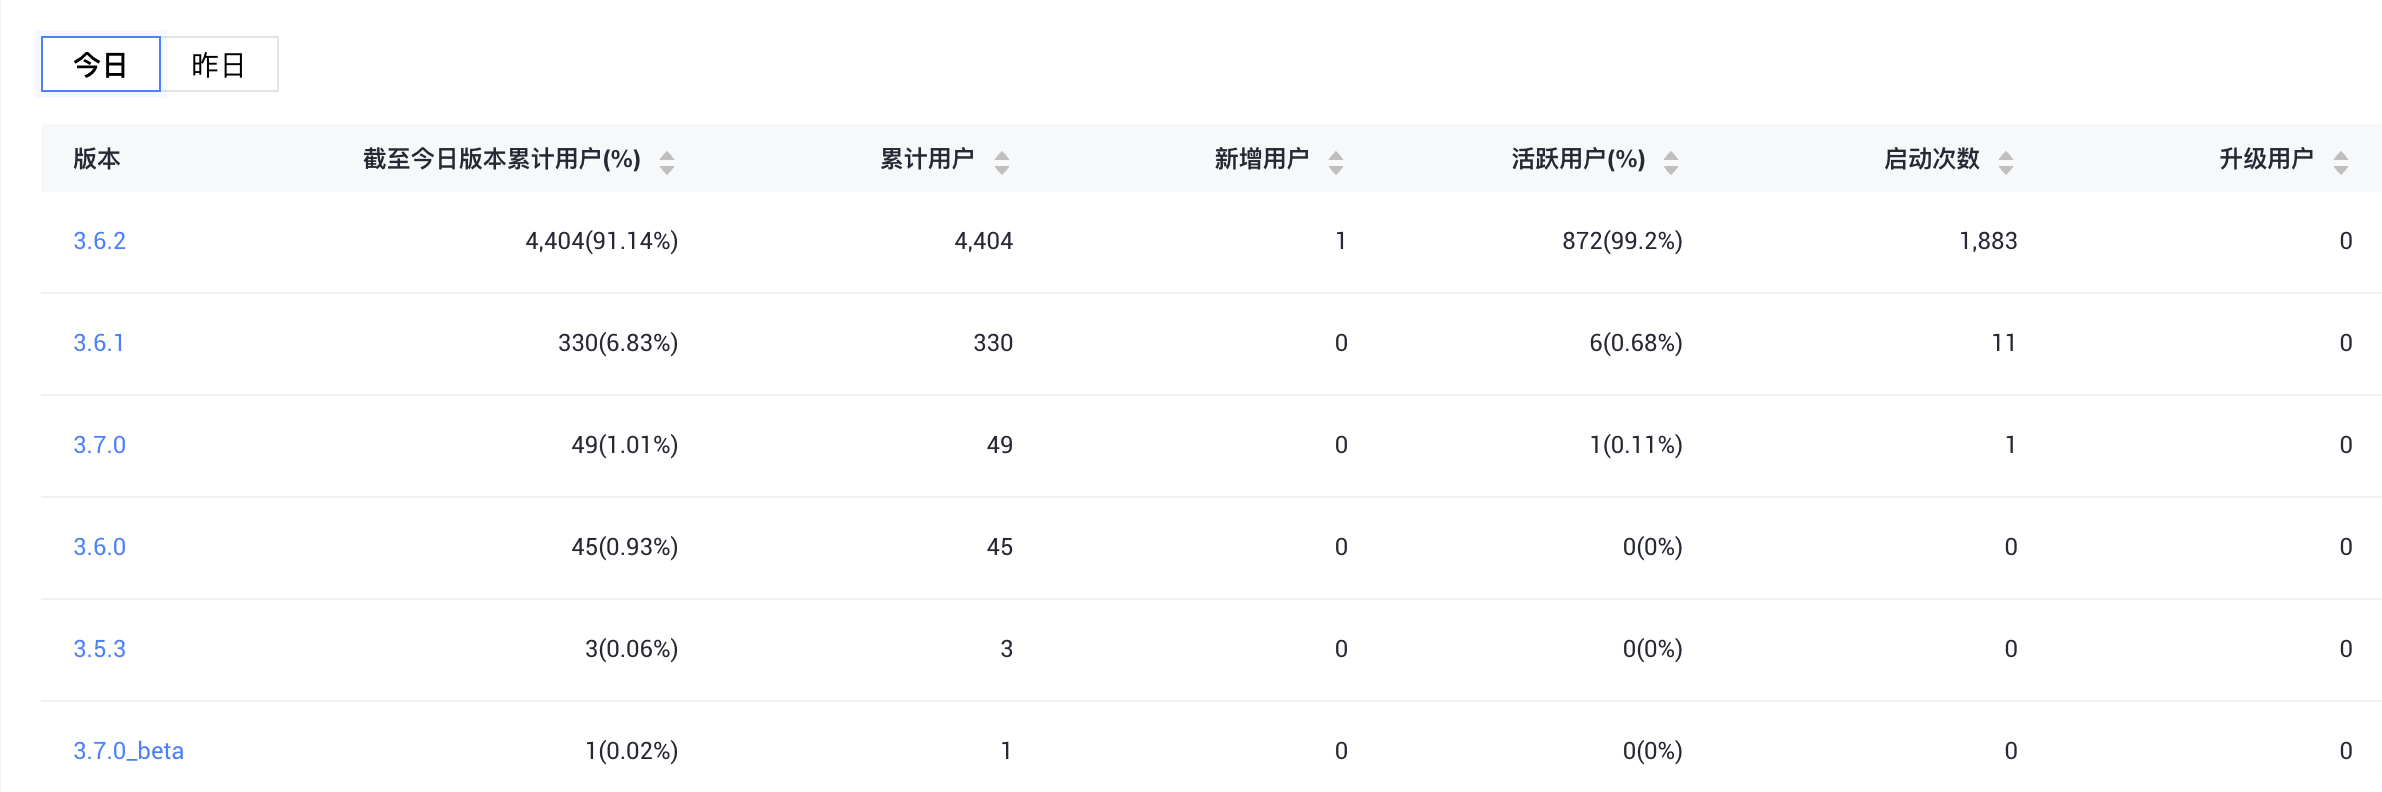 今日 昨日
版本 截至今日版本累计用户(%) 累计用户 新增用户 活跃用户(%) 启动次数 升级用户
3.6.2 4,404(91.14%) 4,404 1 872(99.2%) 1,883 0
3.6.1 330(6.83%) 330 0 6(0.68%) 11 0
3.7.0 49(1.01%) 49 0 1(0.11%) 1 0
3.6.0 45(0.93%) 45 0 0(0%) 0 0
3.5.3 3(0.06%) 3 0 0(0%) 0 0
3.7.0_beta 1(0.02%) 1 0 0(0%) 0 0